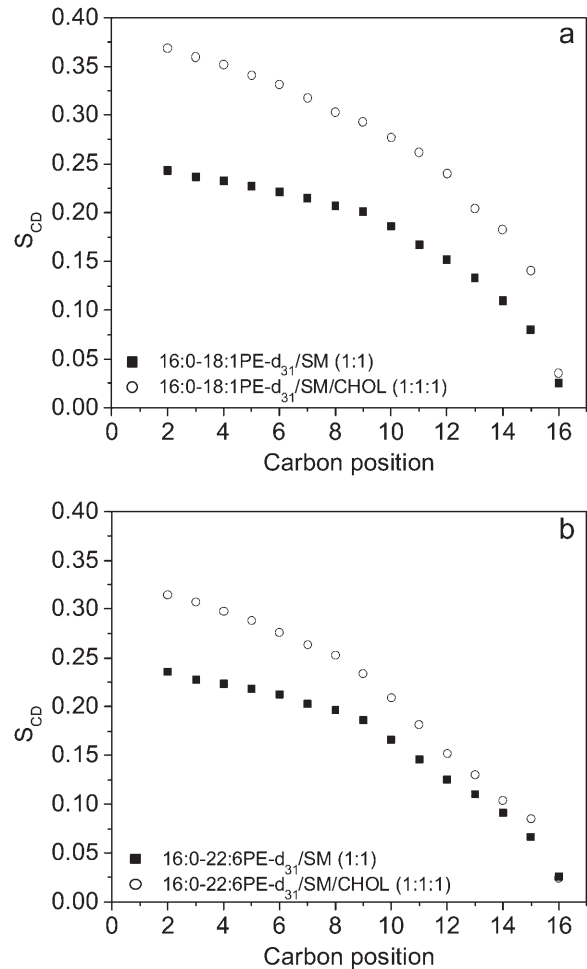 a
0.40
0.35
0.30
0.25
0.20
0.15
0.10
0.05
0.00
S_CD
16:0-18:1PE-d31/SM (1:1)
16:0-18:1PE-d31/SM/CHOL (1:1:1)
0 2 4 6 8 10 12 14 16
Carbon position
b
0.40
0.35
0.30
0.25
0.20
0.15
0.10
0.05
0.00
S_CD
16:0-22:6PE-d31/SM (1:1)
16:0-22:6PE-d31/SM/CHOL (1:1:1)
0 2 4 6 8 10 12 14 16
Carbon position